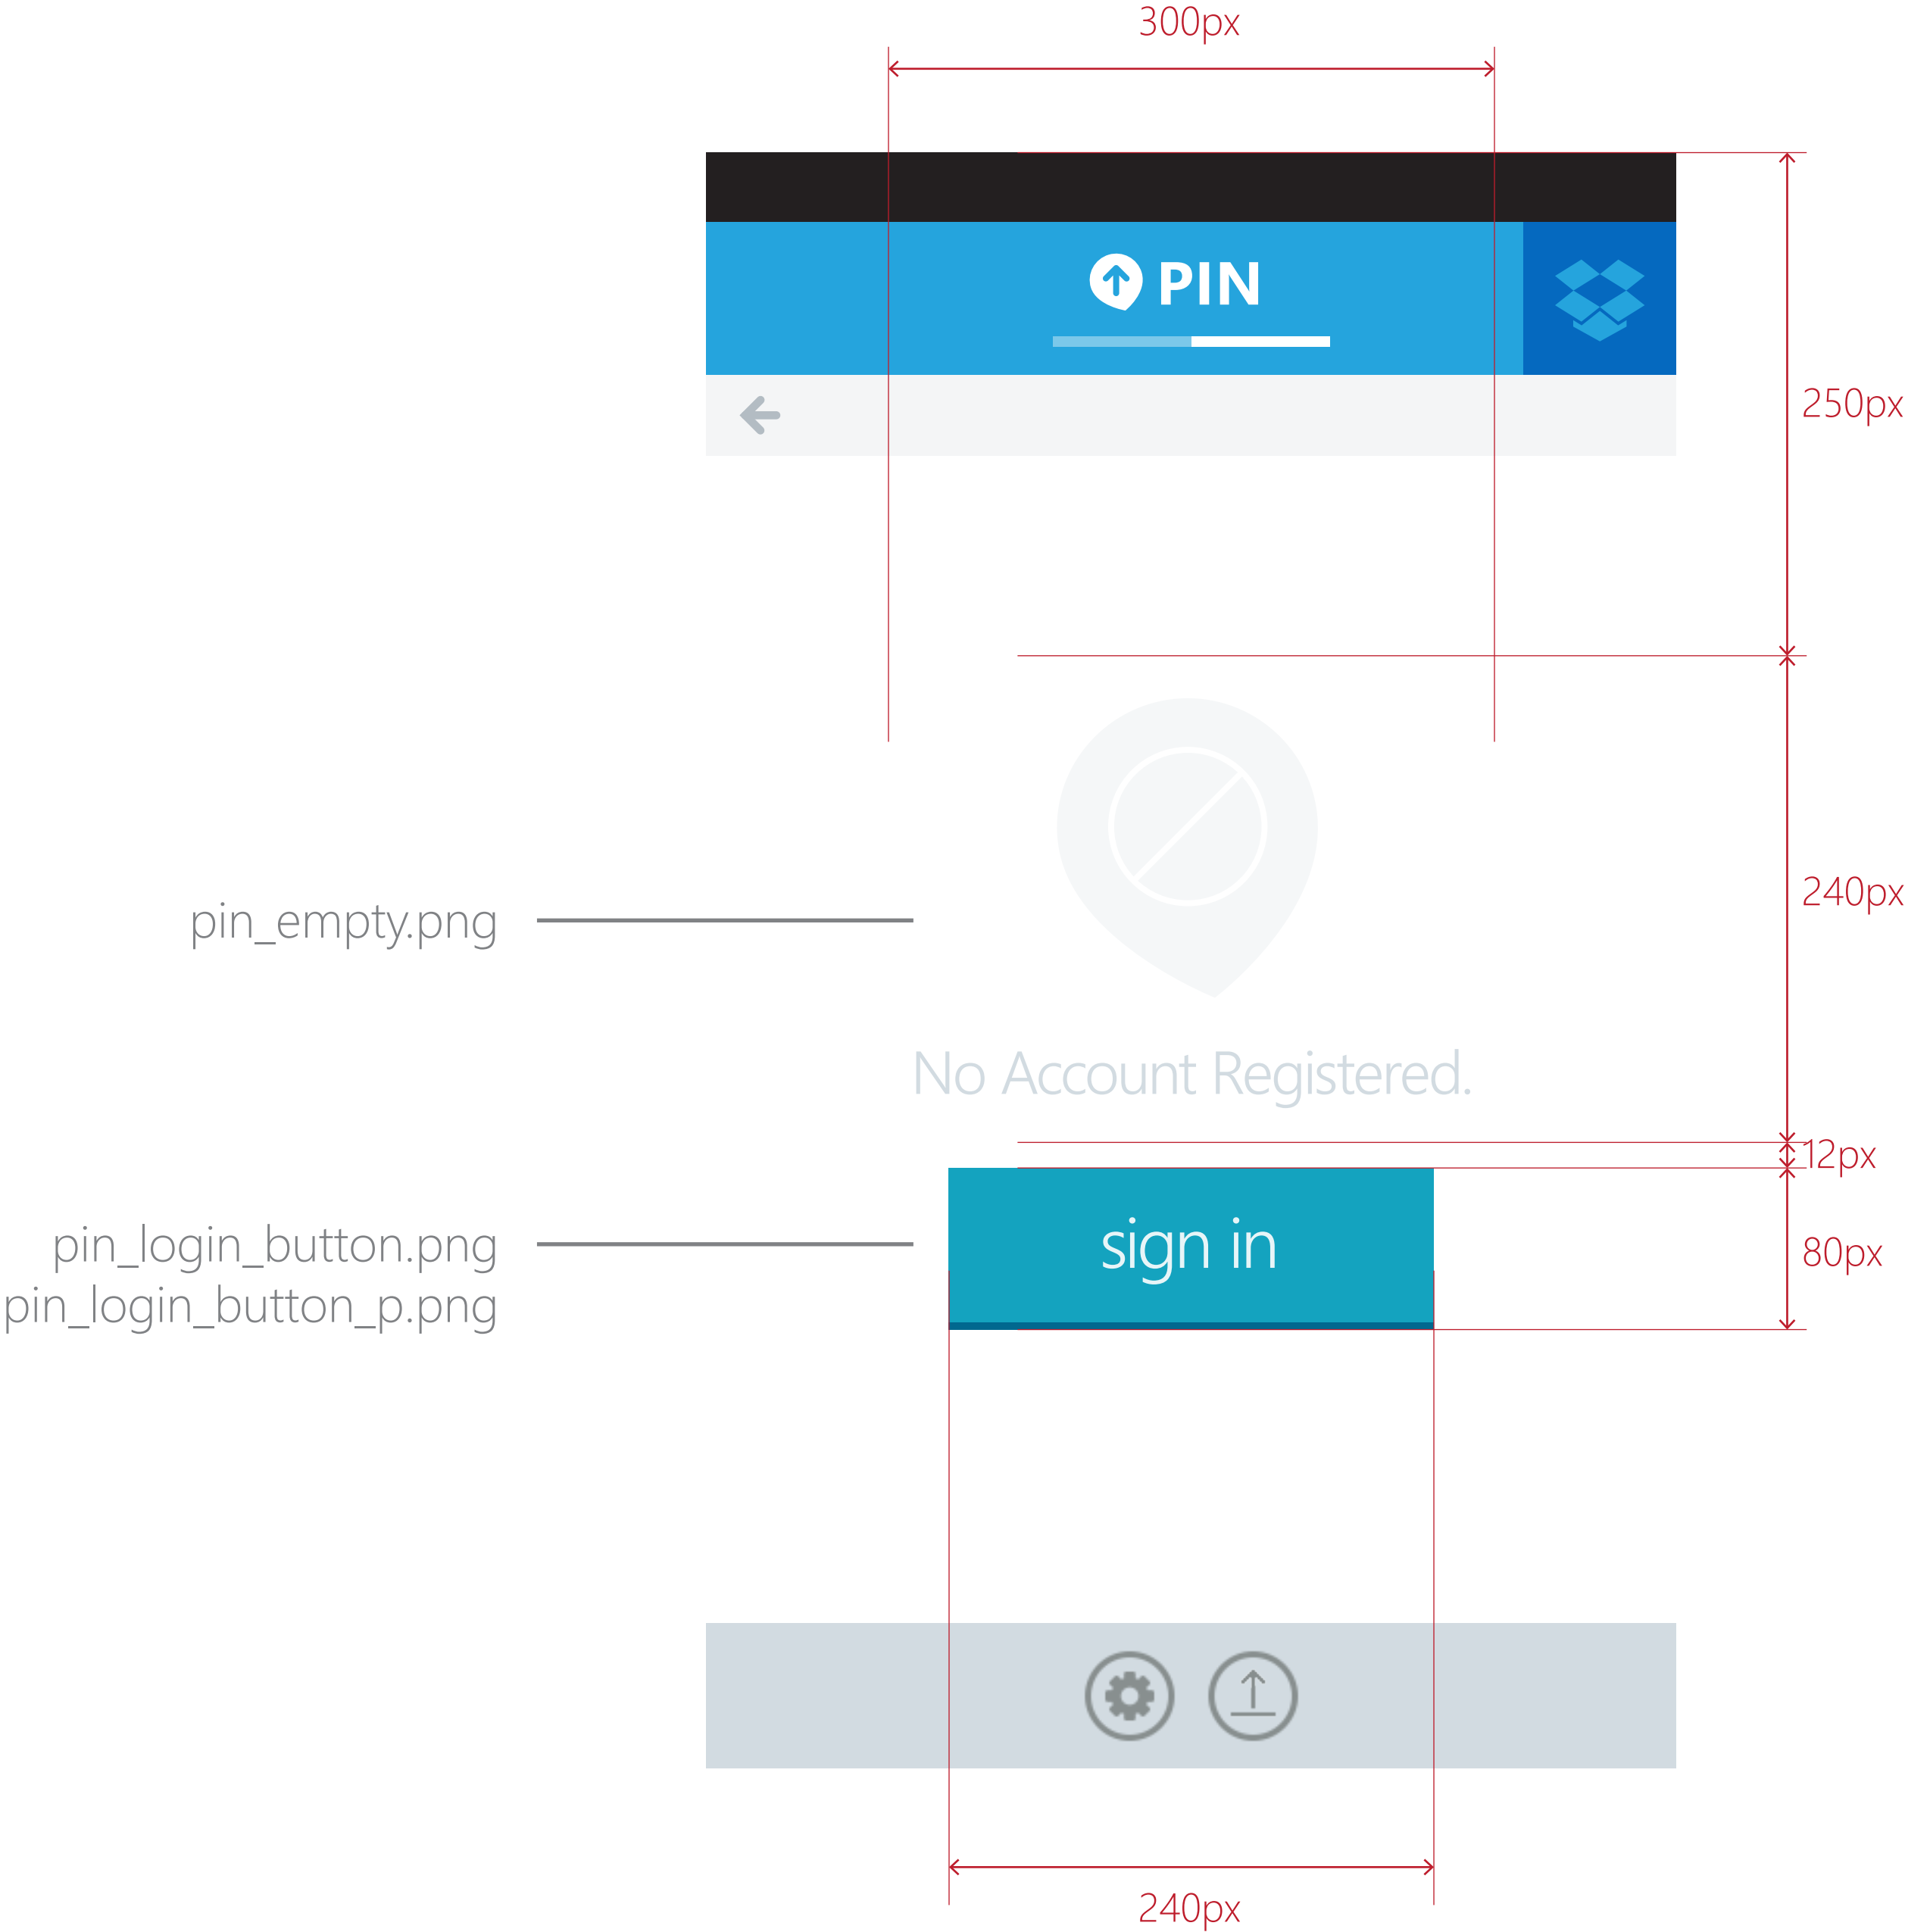 300px
PIN
250px
240px
pin_empty.png
No Account Registered.
12px
pin_login_button.png
pin_login_button_p.png
sign in
80px
240px